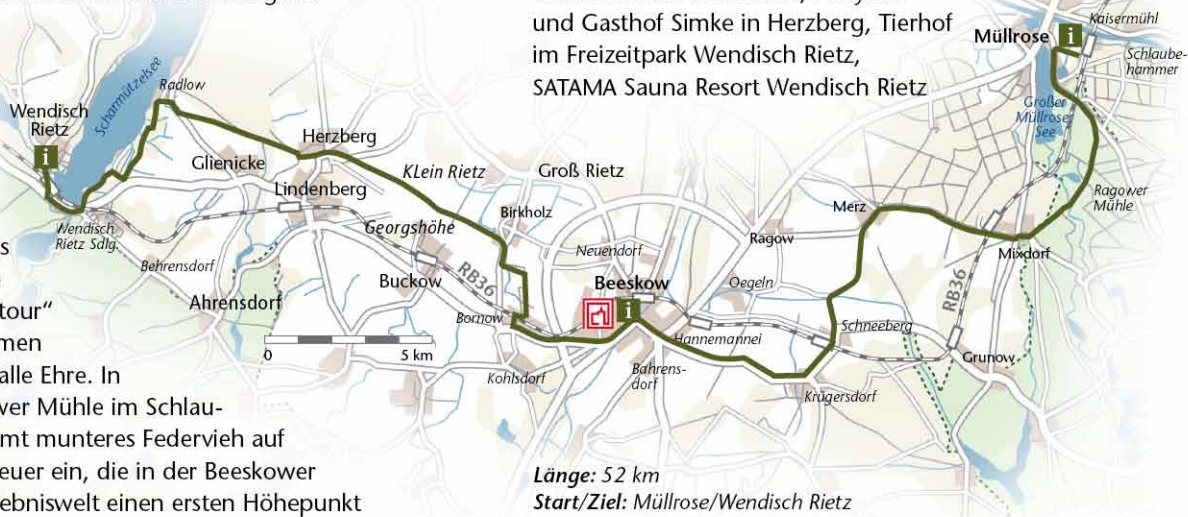 und Gasthof Simke in Herzberg, Tierhof
im Freizeitpark Wendisch Rietz,
SATAMA Sauna Resort Wendisch Rietz
Müllrose
i
Kaisermühl
Schlaube-
hammer
Großer
Müllroser
See
Ragower
Mühle
Mixdorf
RB36
Grunow
Merz
Ragow
Oegeln
Schneeberg
Krügersdorf
Hannemannei
Bahrens-
dorf
Beeskow
i
Neuendorf
Groß Rietz
Birkholz
KLein Rietz
Georgshöhé
RB36
Buckow
Bornow
Kohlsdorf
Herzberg
Lindenberg
Glienicke
Radlow
Scharmützelsee
Wendisch
Rietz
i
Wendisch
Rietz Sdlg.
Behrensdorf
Ahrensdorf
0 5 km
s
tour“
men
alle Ehre. In
wer Mühle im Schlau-
mt munteres Federvieh auf
euer ein, die in der Beeskower
ebniswelt einen ersten Höhepunkt
Länge: 52 km
Start/Ziel: Müllrose/Wendisch Rietz